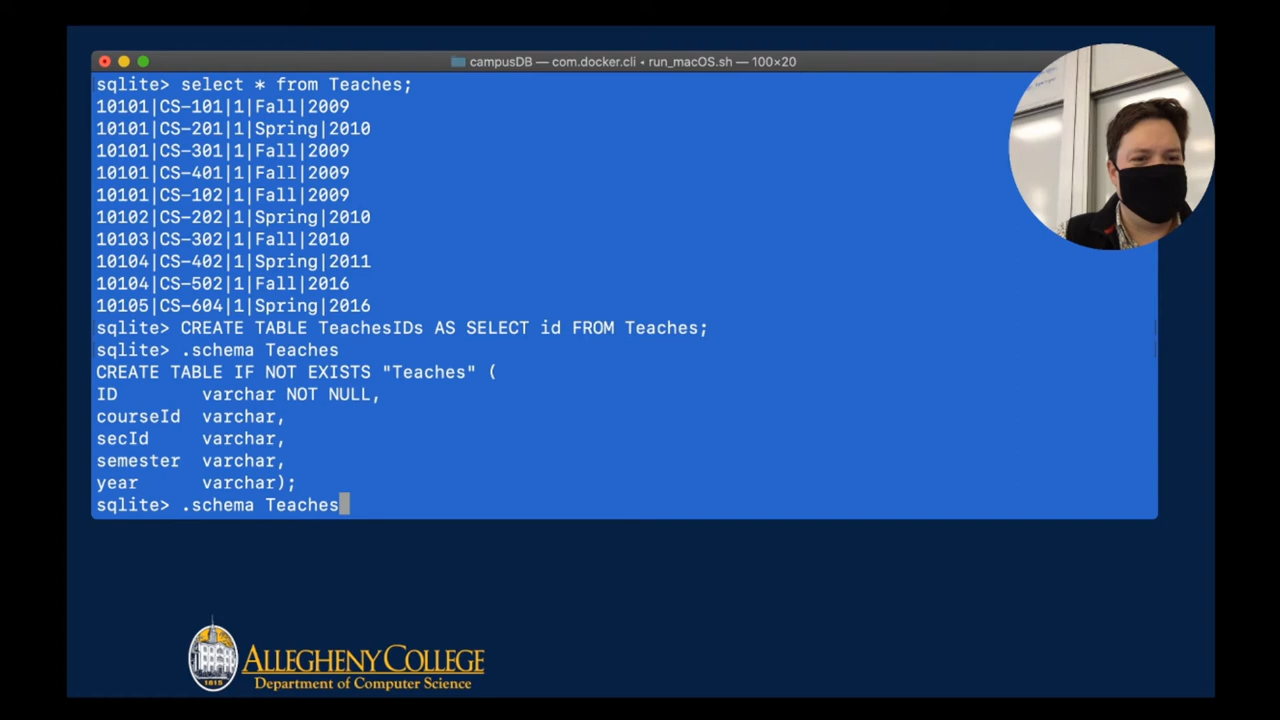 campusDB — com.docker.cli • run_macOS.sh — 100×20
sqlite> select * from Teaches;
10101|CS-101|1|Fall|2009
10101|CS-201|1|Spring|2010
10101|CS-301|1|Fall|2009
10101|CS-401|1|Fall|2009
10101|CS-102|1|Fall|2009
10102|CS-202|1|Spring|2010
10103|CS-302|1|Fall|2010
10104|CS-402|1|Spring|2011
10104|CS-502|1|Fall|2016
10105|CS-604|1|Spring|2016
sqlite> CREATE TABLE TeachesIDs AS SELECT id FROM Teaches;
sqlite> .schema Teaches
CREATE TABLE IF NOT EXISTS "Teaches" (
ID varchar NOT NULL,
courseId varchar,
secId varchar,
semester varchar,
year varchar);
sqlite> .schema Teaches
1815
ALLEGHENY COLLEGE
Department of Computer Science